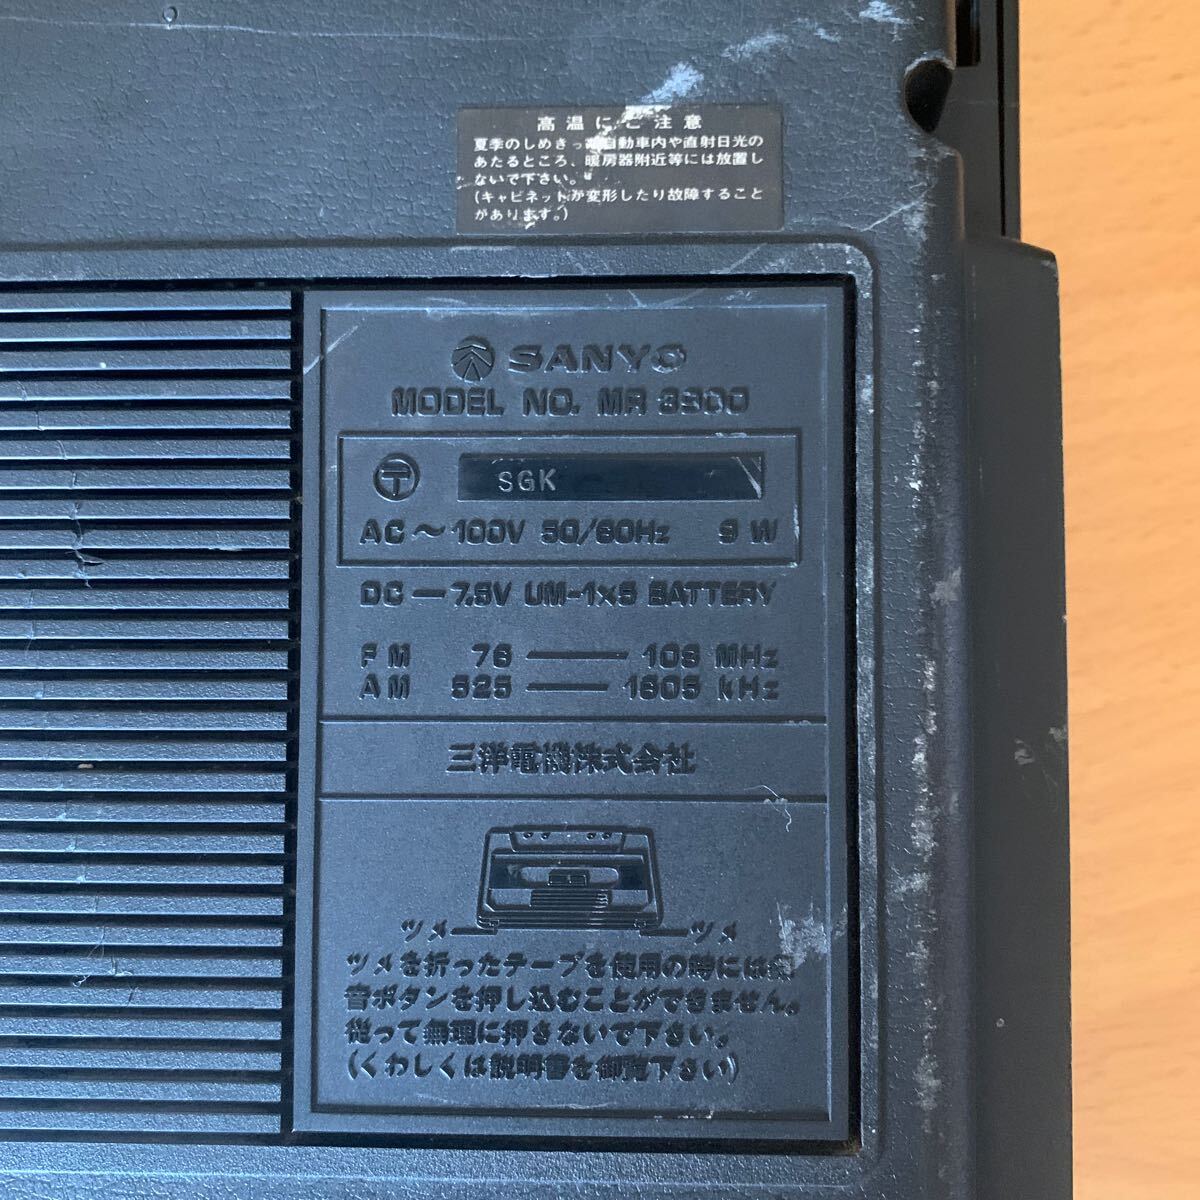 高温にご注意
夏季のしめきった自動車内や直射日光の
あたるところ、暖房器附近等には放置し
ないで下さい。
(キャビネットが変形したり故障すること
があります。)
SANYO
MODEL NO. MR 3300
〒 SGK
AC～100V 50/60Hz 9 W
DC—7.5V UM-1×5 BATTERY
FM 76 — 108 MHz
AM 525 — 1605 kHz
三洋電機株式会社
ツメ ツメ
ツメを折ったテープを使用の時には録
音ボタンを押し込むことができません。
従って無理に押さないで下さい。
(くわしくは説明書を御覧下さい)